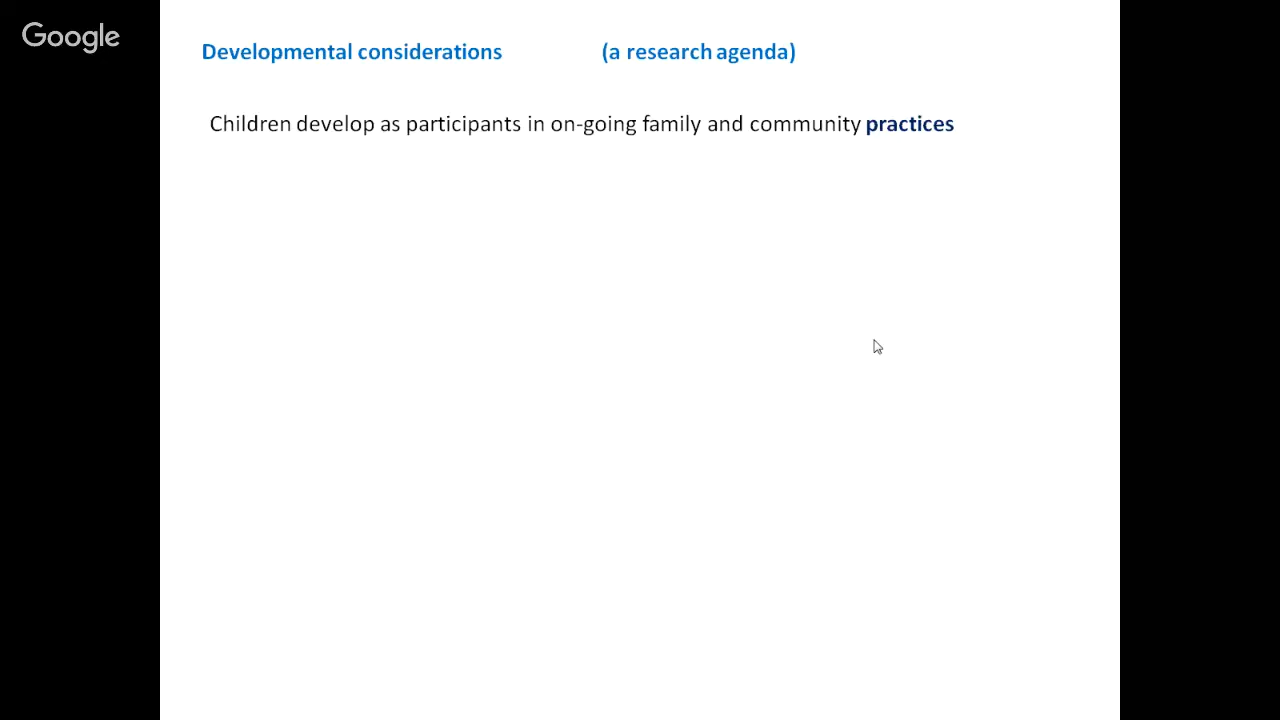 Google
Developmental considerations (a research agenda)
Children develop as participants in on-going family and community practices